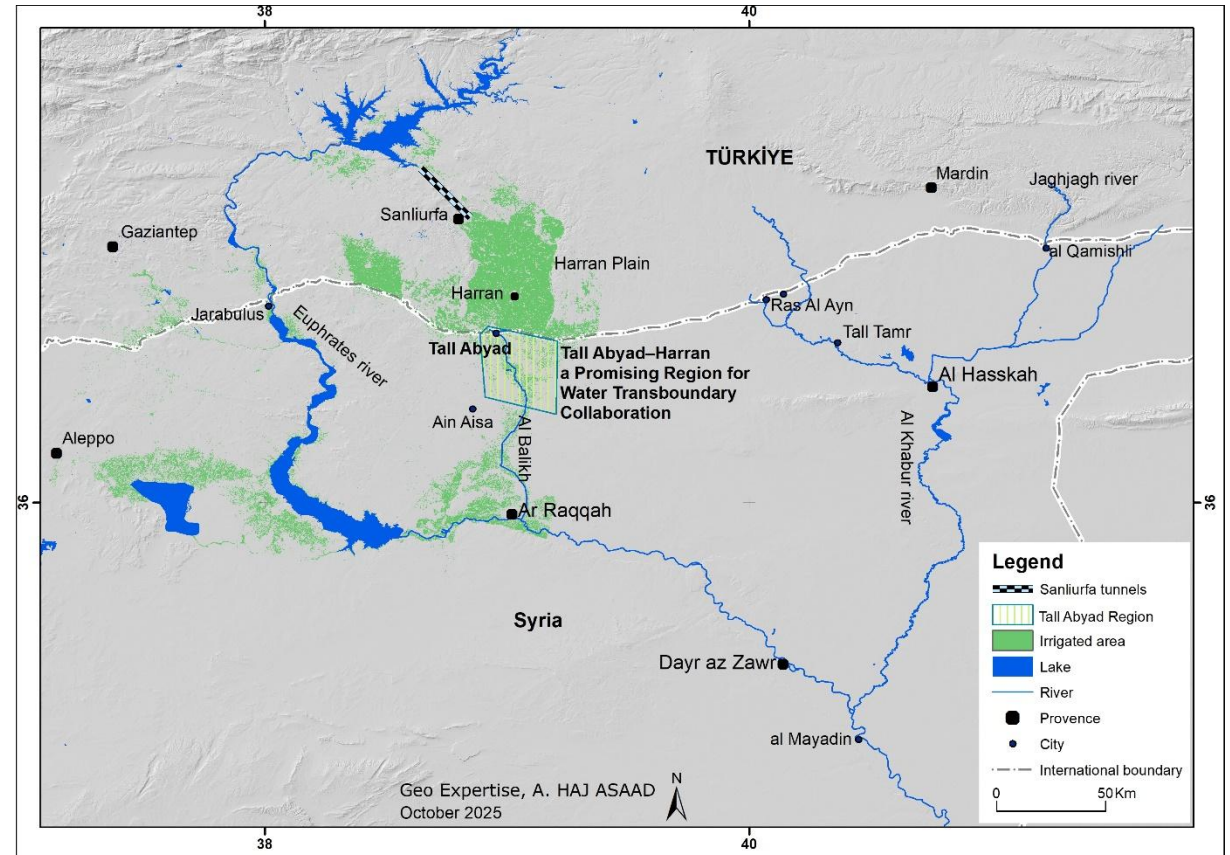 38
40
TÜRKİYE
Mardin
Jaghjagh river
Sanliurfa
Gaziantep
al Qamishli
Harran Plain
Harran
Ras Al Ayn
Jarabulus
Euphrates river
Tall Tamr
Tall Abyad
Tall Abyad–Harran
a Promising Region for
Water Transboundary
Collaboration
Al Hasskah
Ain Aisa
Al Balikh
Al Khabur river
Aleppo
36
36
Ar Raqqah
Syria
Dayr az Zawr
al Mayadin
Legend
Sanliurfa tunnels
Tall Abyad Region
Irrigated area
Lake
River
Provence
City
International boundary
0 50 Km
Geo Expertise, A. HAJ ASAAD
October 2025
N
38
40